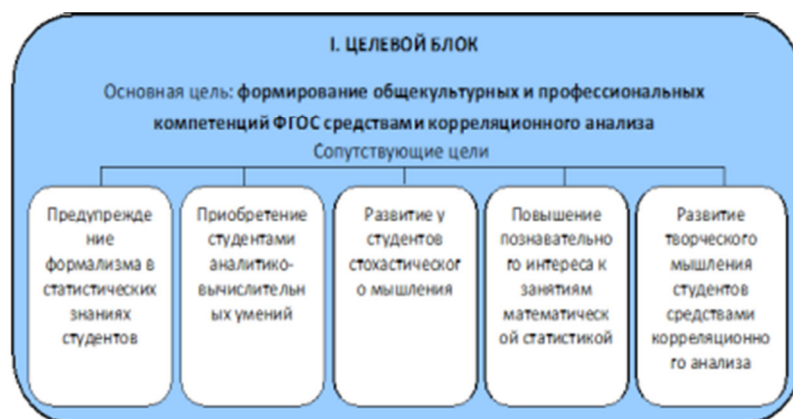 I. ЦЕЛЕВОЙ БЛОК
Основная цель: формирование общекультурных и профессиональных
компетенций ФГОС средствами корреляционного анализа
Сопутствующие цели
Предупрежде
ние
формализма в
статистических
знаниях
студентов
Приобретение
студентами
аналитико-
вычислительн
ых умений
Развитие у
студентов
стохастическог
о мышления
Повышение
познавательно
го интереса к
занятиям
математическ
ой статистикой
Развитие
творческого
мышления
студентов
средствами
корреляционно
го анализа